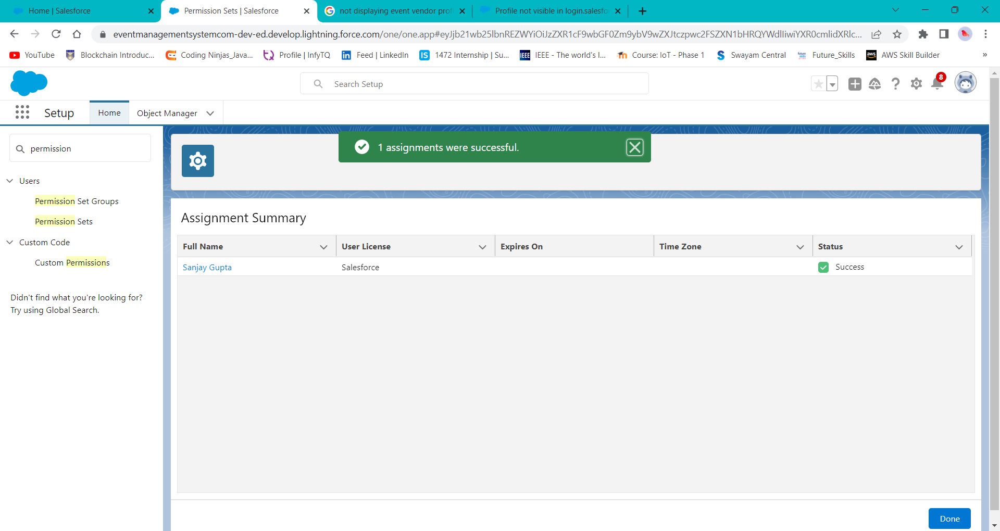 Home | Salesforce
Permission Sets | Salesforce
not displaying event vendor prof
Profile not visible in login.salesfo
eventmanagementsystemcom-dev-ed.develop.lightning.force.com/one/one.app#eyJjb21wb25lbnREZWYiOiJzZXR1cF9wbGF0Zm9ybV9wZXJtczpwc2FSZXN1bHRQYWdlIiwiYXR0cmlidXRlc...
YouTube
Blockchain Introduc...
Coding Ninjas_Java...
Profile | InfyTQ
Feed | LinkedIn
IS
1472 Internship | Su...
IEEE
IEEE - The world's l...
Course: IoT - Phase 1
Swayam Central
Future_Skills
aws
AWS Skill Builder
»
Search Setup
8
Setup
Home
Object Manager
permission
1 assignments were successful.
Users
Permission Set Groups
Permission Sets
Custom Code
Custom Permissions
Didn't find what you're looking for?
Try using Global Search.
Assignment Summary
Full Name
User License
Expires On
Time Zone
Status
Sanjay Gupta
Salesforce
Success
Done